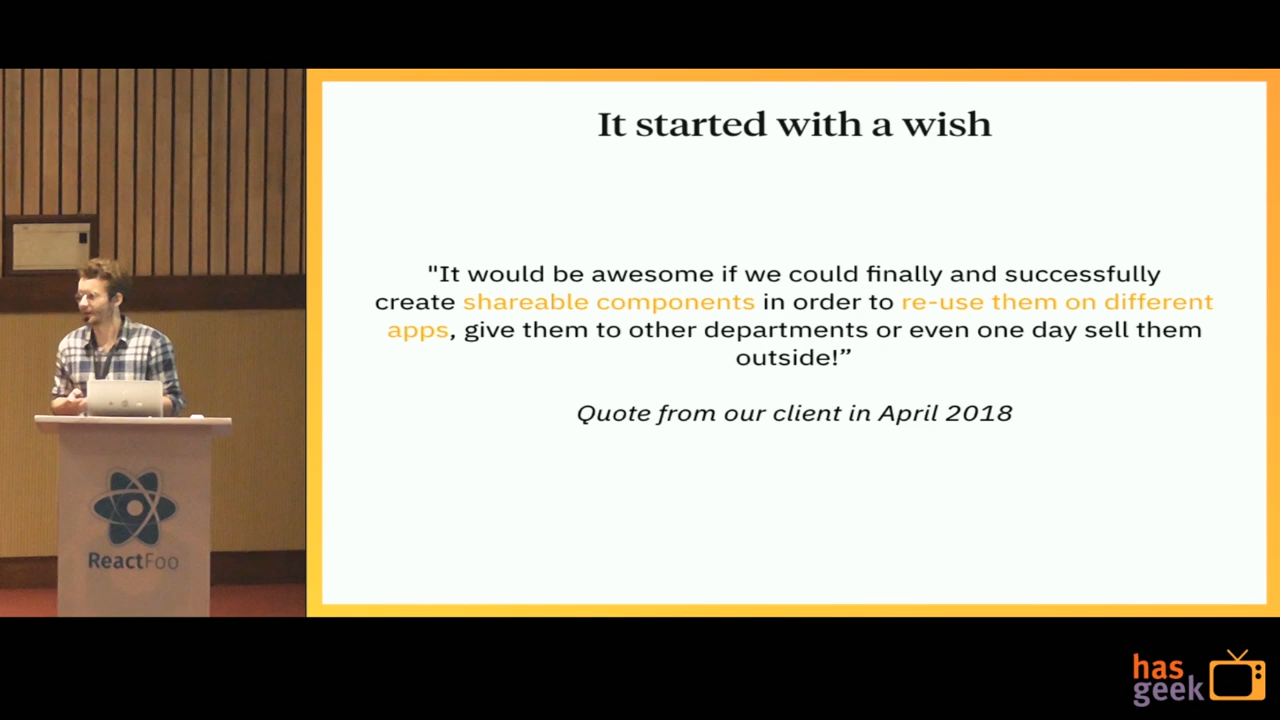 It started with a wish
"It would be awesome if we could finally and successfully
create shareable components in order to re-use them on different
apps, give them to other departments or even one day sell them
outside!”
Quote from our client in April 2018
ReactFoo
has
geek